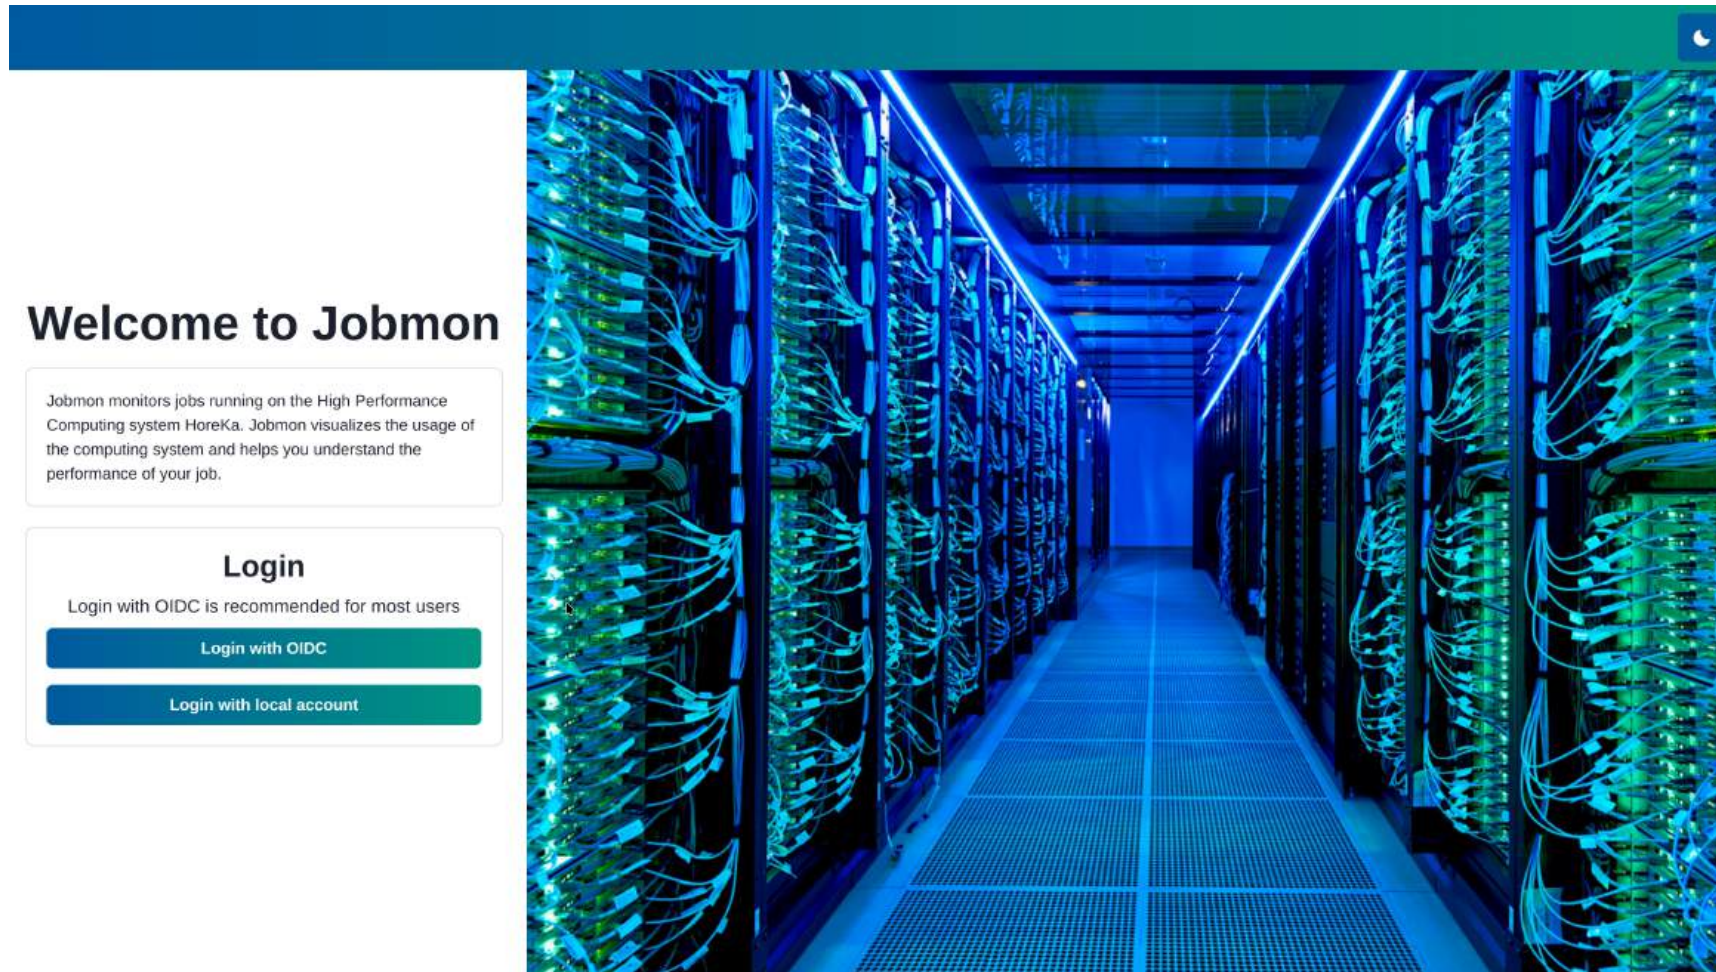 Welcome to Jobmon
Jobmon monitors jobs running on the High Performance
Computing system HoreKa. Jobmon visualizes the usage of
the computing system and helps you understand the
performance of your job.
Login
Login with OIDC is recommended for most users
Login with OIDC
Login with local account